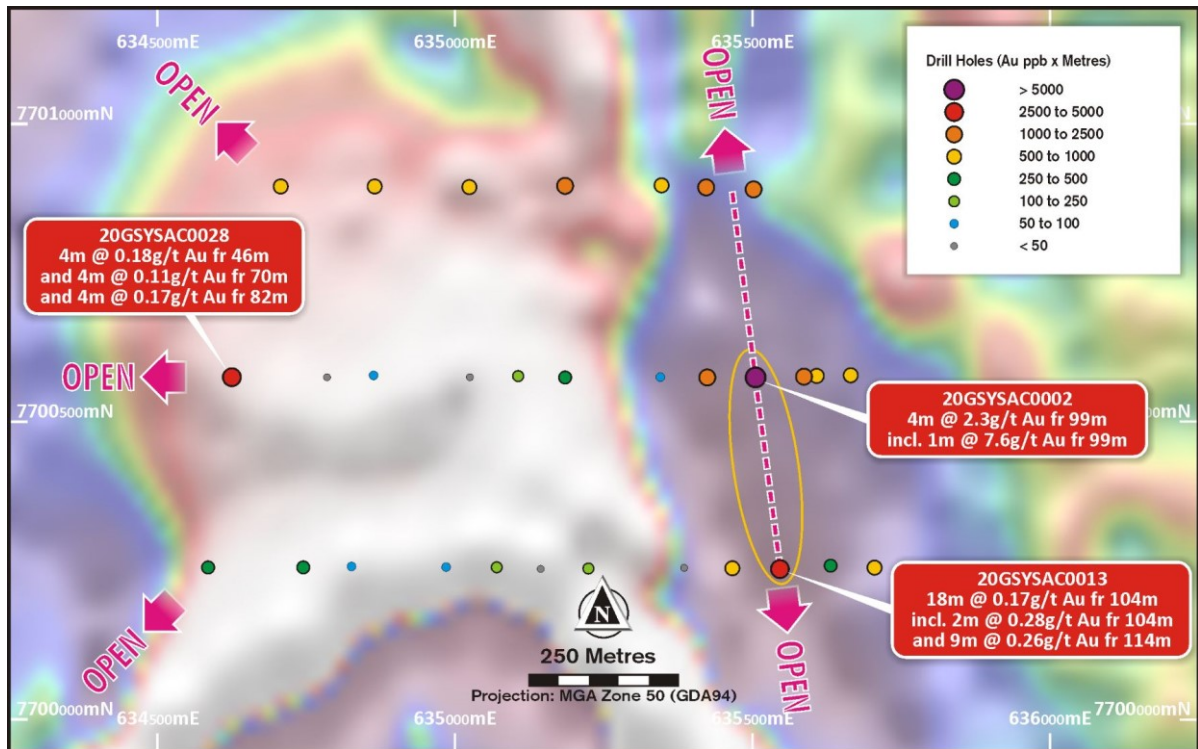 634500mE
635000mE
635500mE
OPEN
OPEN
7701000mN
Drill Holes (Au ppb x Metres)
> 5000
2500 to 5000
1000 to 2500
500 to 1000
250 to 500
100 to 250
50 to 100
< 50
20GSYSAC0028
4m @ 0.18g/t Au fr 46m
and 4m @ 0.11g/t Au fr 70m
and 4m @ 0.17g/t Au fr 82m
OPEN
7700500mN
20GSYSAC0002
4m @ 2.3g/t Au fr 99m
incl. 1m @ 7.6g/t Au fr 99m
20GSYSAC0013
18m @ 0.17g/t Au fr 104m
incl. 2m @ 0.28g/t Au fr 104m
and 9m @ 0.26g/t Au fr 114m
OPEN
OPEN
N
250 Metres
Projection: MGA Zone 50 (GDA94)
7700000mN
7700000mN
634500mE
635000mE
635500mE
636000mE